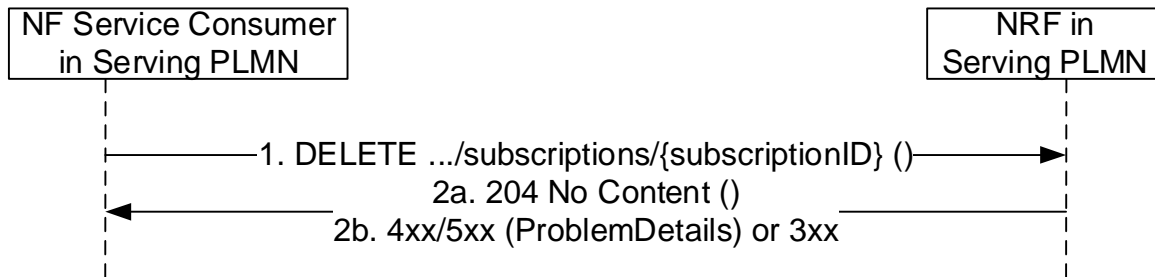 NF Service Consumer
in Serving PLMN
NRF in
Serving PLMN
1. DELETE .../subscriptions/{subscriptionID} ()
2a. 204 No Content ()
2b. 4xx/5xx (ProblemDetails) or 3xx